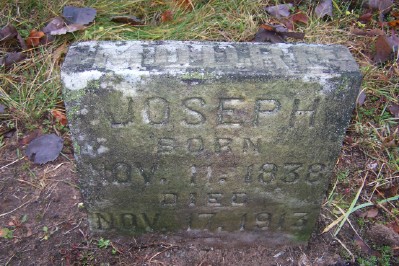 JOSEPH
BORN
NOV. 11. 1838
DIED
NOV. 17. 1913